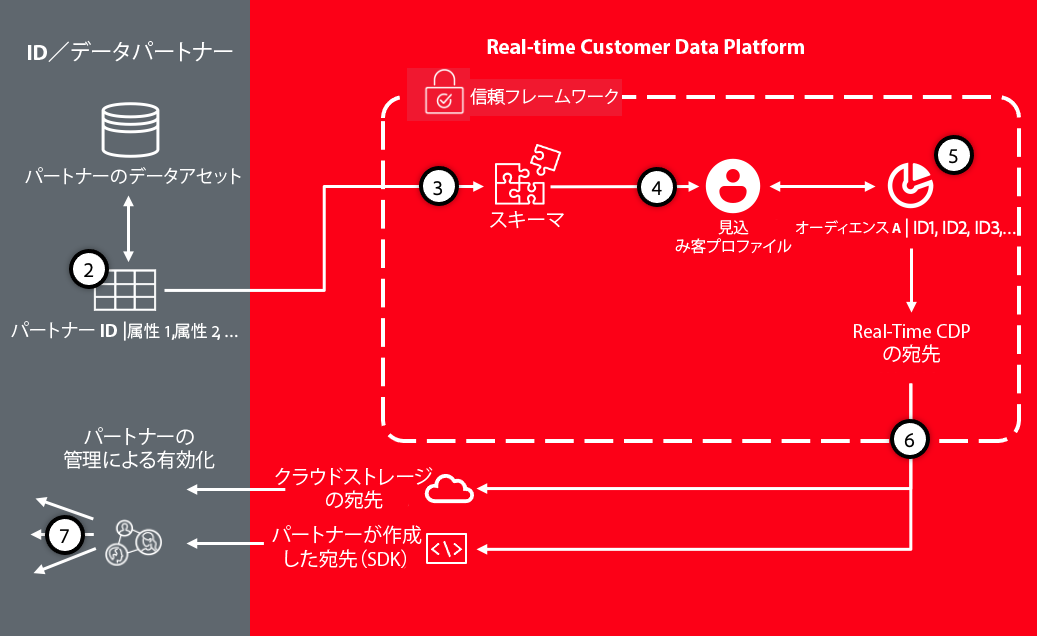 ID／データパートナー
Real-time Customer Data Platform
信頼フレームワーク
パートナーのデータアセット
2
パートナー ID |属性 1,属性 2, ...
3
スキーマ
4
見込
み客プロファイル
5
オーディエンス A | ID1, ID2, ID3,...
Real-Time CDP
の宛先
6
パートナーの
管理による有効化
クラウドストレージ
の宛先
7
パートナーが作成
した宛先（SDK）